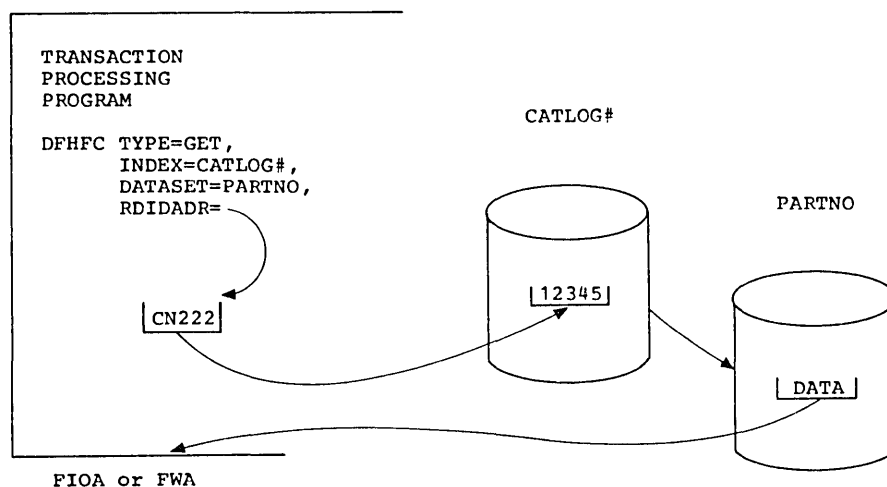 TRANSACTION
PROCESSING
PROGRAM
DFHFC TYPE=GET,
INDEX=CATLOG#,
DATASET=PARTNO,
RDIDADR=
CN222
CATLOG#
12345
PARTNO
DATA
FIOA or FWA